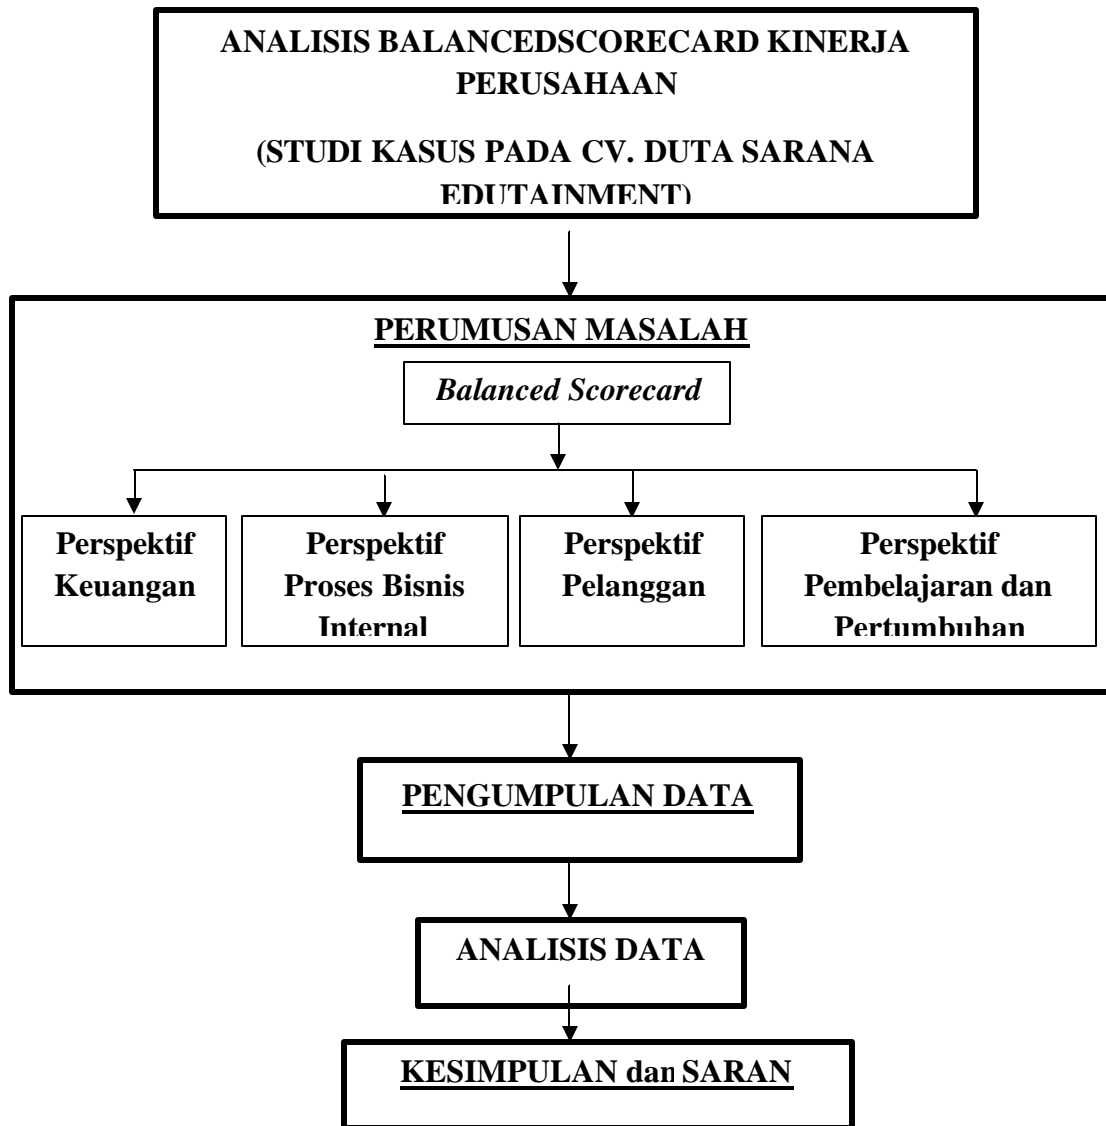 ANALISIS BALANCEDSCORECARD KINERJA
PERUSAHAAN
(STUDI KASUS PADA CV. DUTA SARANA
EDUTAINMENT)
PERUMUSAN MASALAH
Balanced Scorecard
Perspektif
Keuangan
Perspektif
Proses Bisnis
Internal
Perspektif
Pelanggan
Perspektif
Pembelajaran dan
Pertumbuhan
PENGUMPULAN DATA
ANALISIS DATA
KESIMPULAN dan SARAN